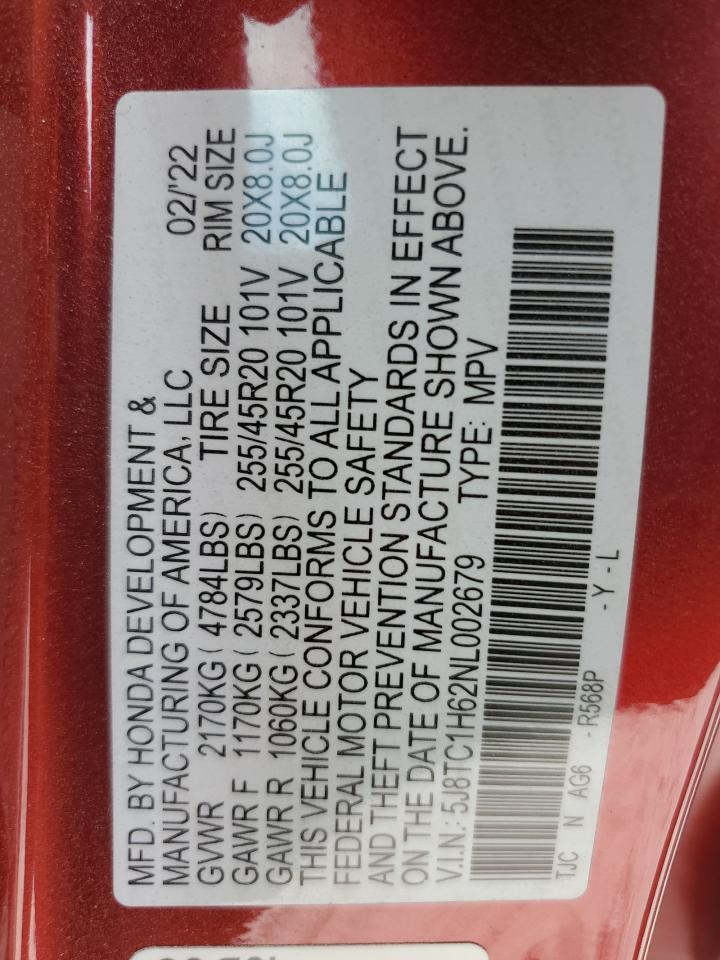 MFD. BY HONDA DEVELOPMENT &
MANUFACTURING OF AMERICA, LLC 02/'22
GVWR 2170KG ( 4784LBS) TIRE SIZE RIM SIZE
GAWR F 1170KG ( 2579LBS) 255/45R20 101V 20X8.0J
GAWR R 1060KG ( 2337LBS) 255/45R20 101V 20X8.0J
THIS VEHICLE CONFORMS TO ALL APPLICABLE
FEDERAL MOTOR VEHICLE SAFETY
AND THEFT PREVENTION STANDARDS IN EFFECT
ON THE DATE OF MANUFACTURE SHOWN ABOVE.
V.I.N.: 5J8TC1H62NL002679 TYPE: MPV
TJC N AG6 - R568P
- Y - L